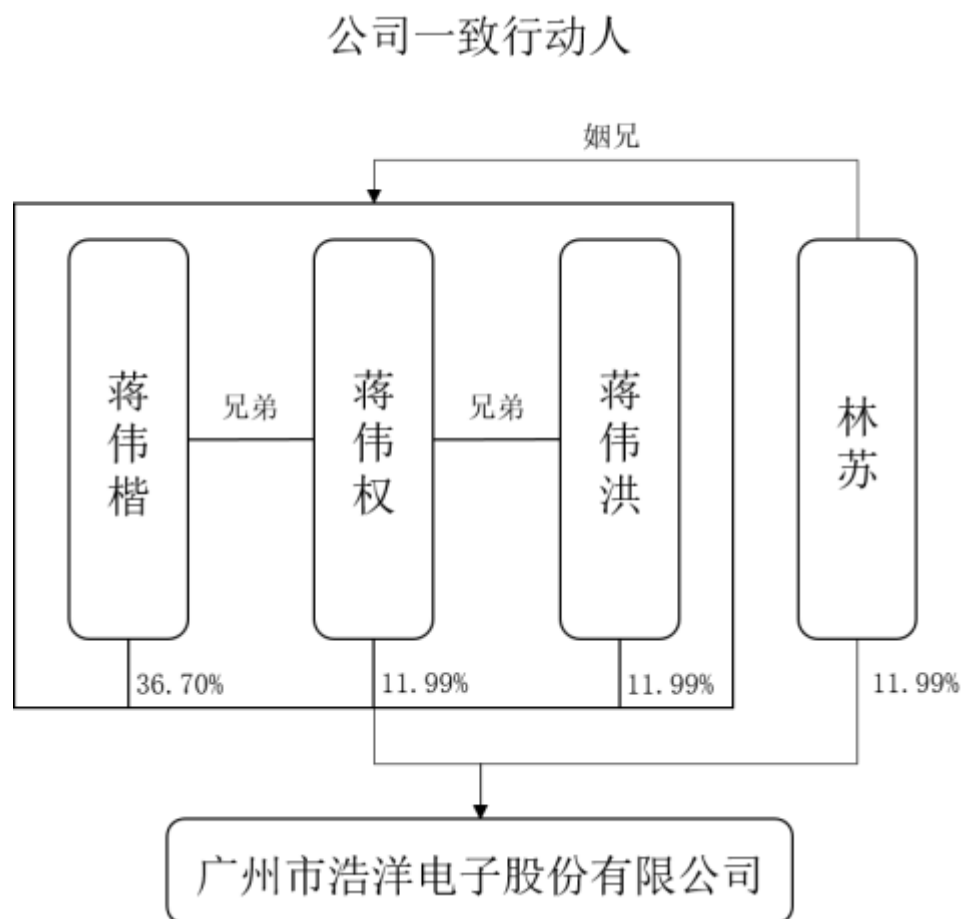 公司一致行动人
姻兄
蒋伟楷
兄弟
蒋伟权
兄弟
蒋伟洪
林苏
36.70%
11.99%
11.99%
11.99%
广州市浩洋电子股份有限公司